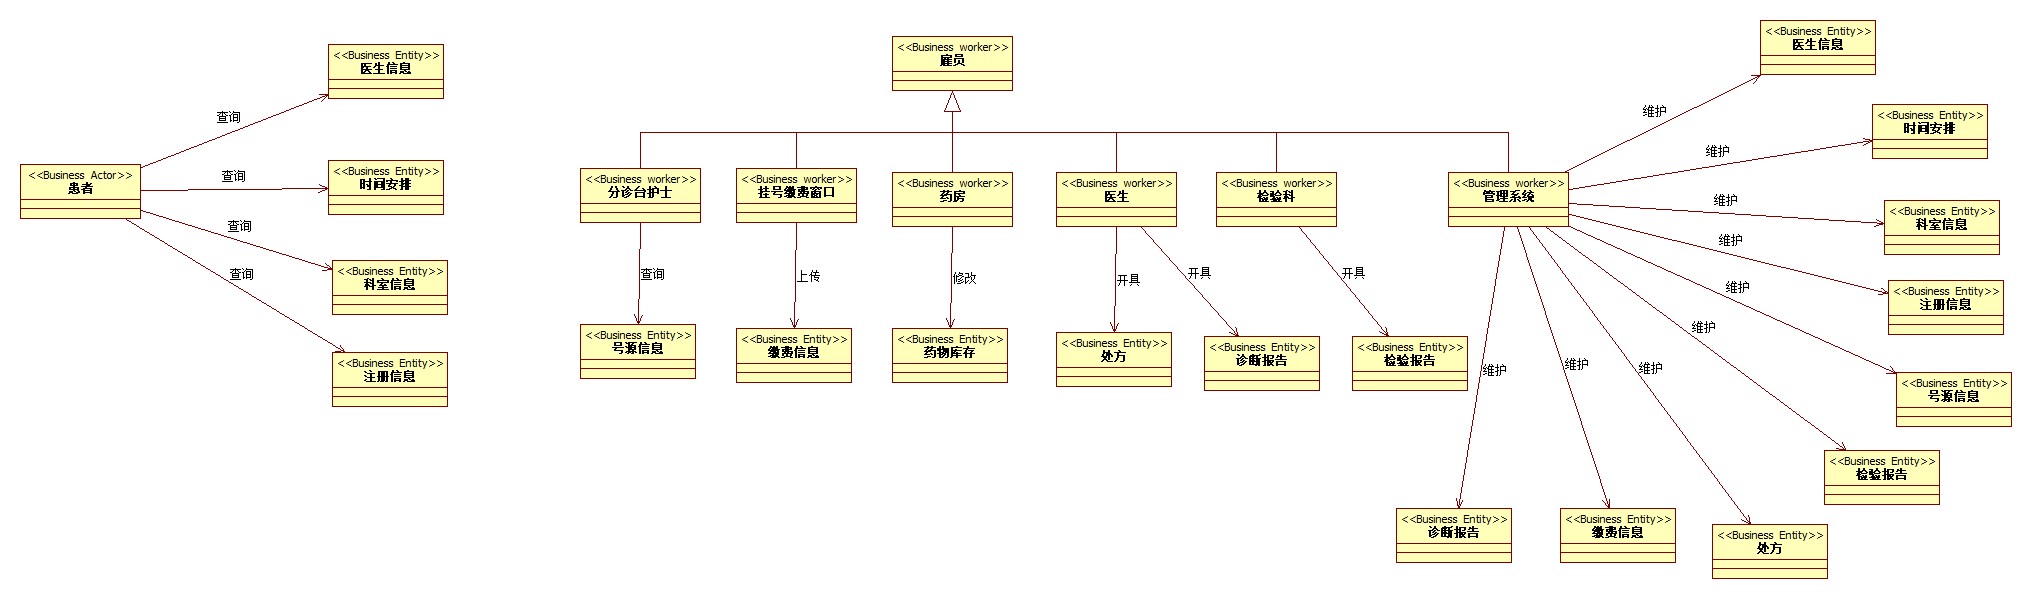 <<Business Actor>>
患者
查询
查询
查询
查询
<<Business Entity>>
医生信息
<<Business Entity>>
时间安排
<<Business Entity>>
科室信息
<<Business Entity>>
注册信息
<<Business worker>>
雇员
<<Business worker>>
分诊台护士
<<Business worker>>
挂号缴费窗口
<<Business worker>>
药房
<<Business worker>>
医生
<<Business worker>>
检验科
<<Business worker>>
管理系统
查询
上传
修改
开具
开具
开具
<<Business Entity>>
号源信息
<<Business Entity>>
缴费信息
<<Business Entity>>
药物库存
<<Business Entity>>
处方
<<Business Entity>>
诊断报告
<<Business Entity>>
检验报告
维护
维护
维护
维护
维护
维护
维护
维护
维护
<<Business Entity>>
医生信息
<<Business Entity>>
时间安排
<<Business Entity>>
科室信息
<<Business Entity>>
注册信息
<<Business Entity>>
号源信息
<<Business Entity>>
检验报告
<<Business Entity>>
诊断报告
<<Business Entity>>
缴费信息
<<Business Entity>>
处方